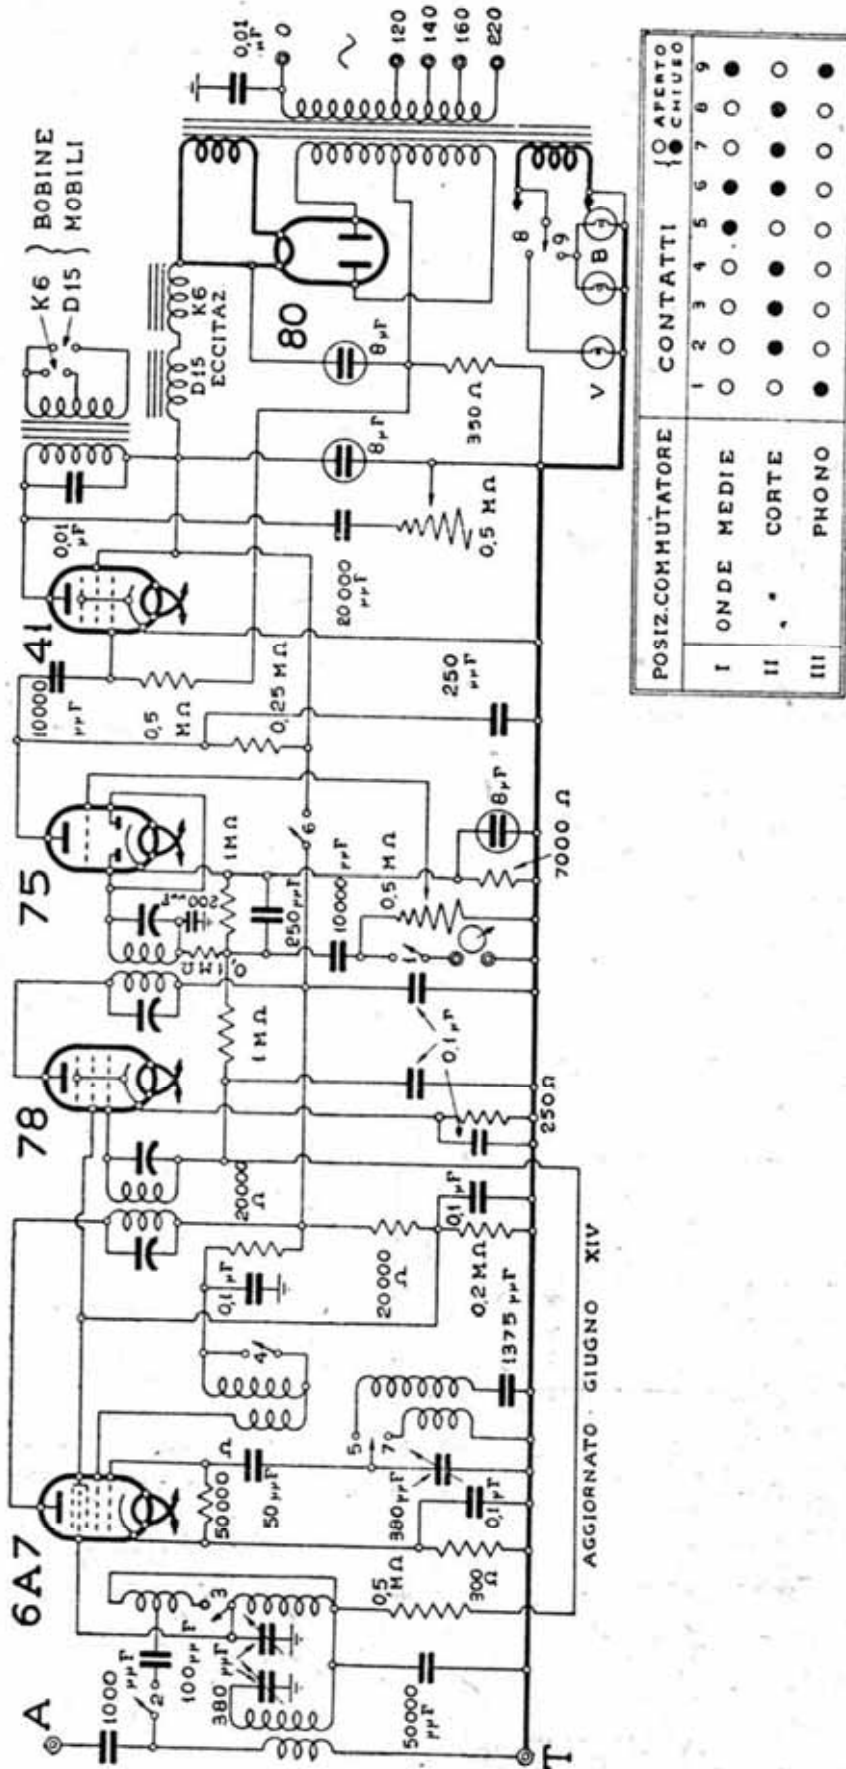 6A7
78
75
41
80
A
1000
µµF
2
100 µµF
380 µµF
3
50000
µµF
T
50000
Ω
50 µµF
0,5
MΩ
300
Ω
380 µµF
0,1 µF
5
7
1375 µµF
4
0,1 µF
20000
Ω
20000
Ω
0,2 MΩ
0,1 µF
250 Ω
0,1 µF
1 MΩ
0,1 MΩ
200 µµF
1 MΩ
250 µµF
10000 µµF
1
0,5 MΩ
8 µF
7000 Ω
6
10000
µµF
0,5
MΩ
0,25 MΩ
250
µµF
0,01
µF
20000
µµF
0,5 MΩ
8 µF
8 µF
350 Ω
K6 } BOBINE
D15 } MOBILI
D15 K6
ECCITAZ.
0,01
µF
0
120
140
160
220
8
9
V
B
AGGIORNATO - GIUGNO XIV
POSIZ. COMMUTATORE
CONTATTI { ○ APERTO
● CHIUSO
1 2 3 4 5 6 7 8 9
I ONDE MEDIE ○ ○ ○ ○ ● ● ○ ○ ●
II " " CORTE ○ ● ● ● ○ ● ● ● ○
III PHONO ● ○ ○ ○ ○ ○ ○ ○ ●